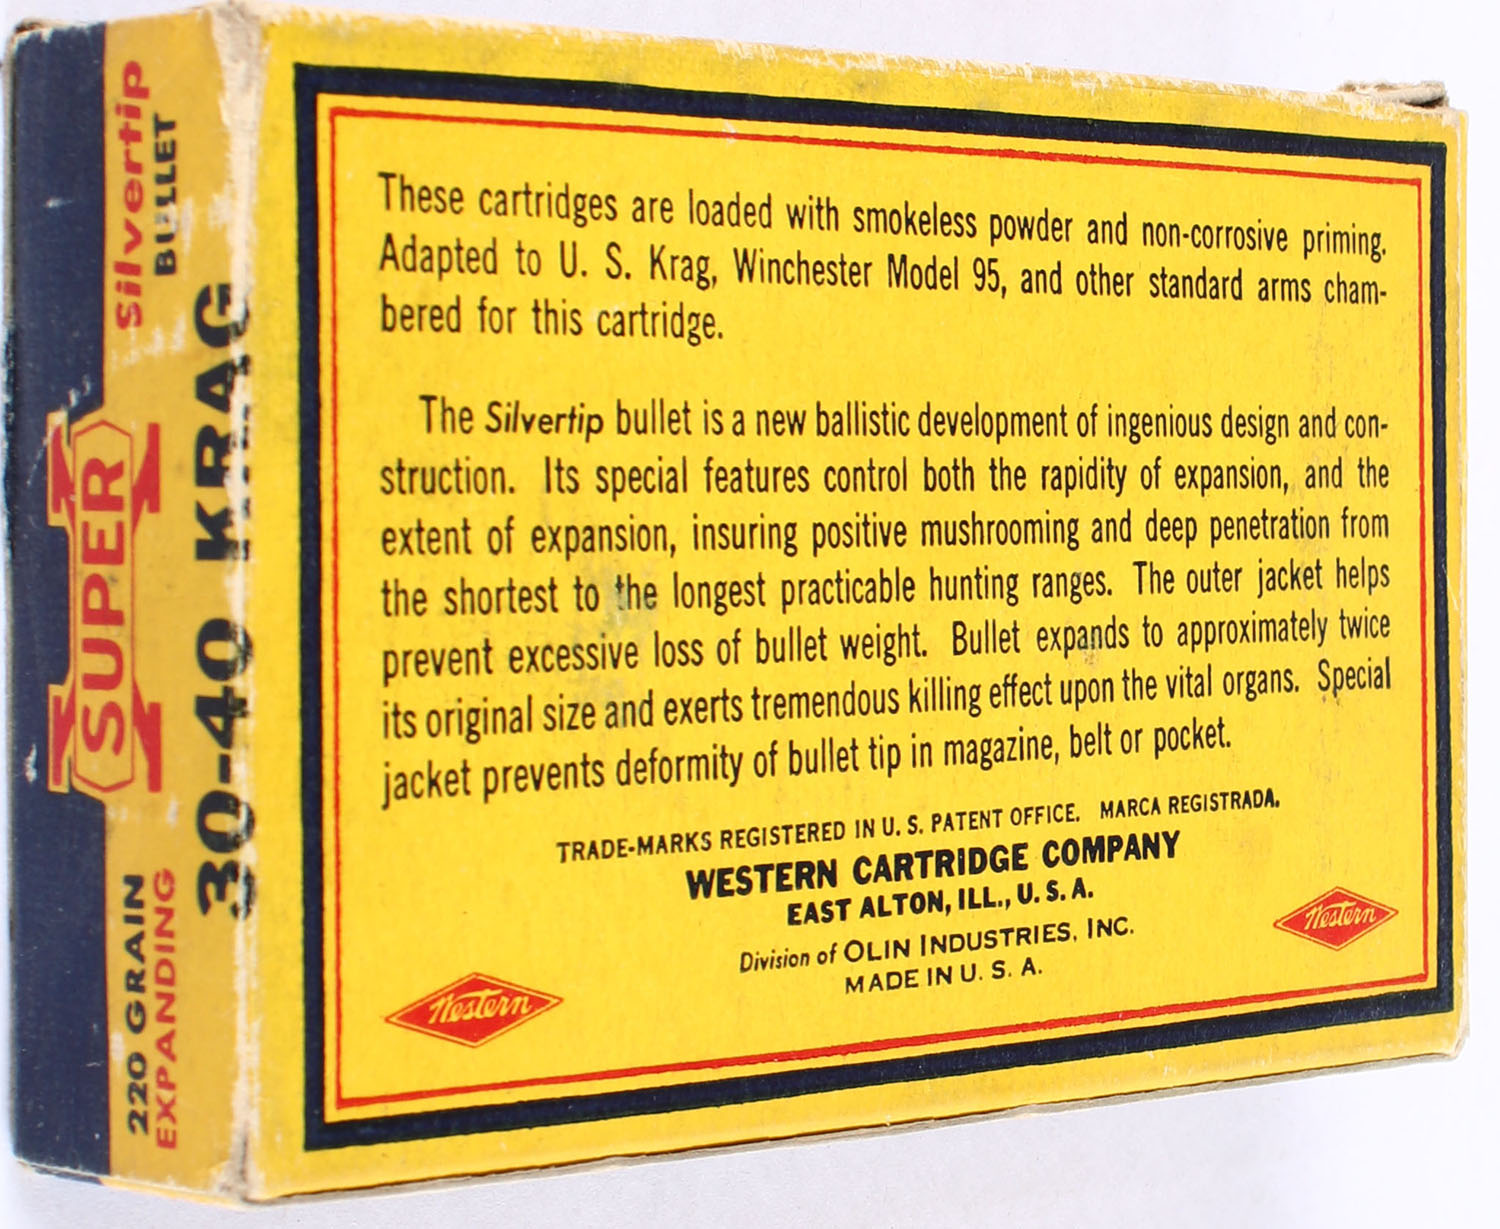 Silvertip
BULLET
SUPER X
30-40 KRAG
220 GRAIN
EXPANDING
These cartridges are loaded with smokeless powder and non-corrosive priming.
Adapted to U. S. Krag, Winchester Model 95, and other standard arms cham-
bered for this cartridge.
The Silvertip bullet is a new ballistic development of ingenious design and con-
struction. Its special features control both the rapidity of expansion, and the
extent of expansion, insuring positive mushrooming and deep penetration from
the shortest to the longest practicable hunting ranges. The outer jacket helps
prevent excessive loss of bullet weight. Bullet expands to approximately twice
its original size and exerts tremendous killing effect upon the vital organs. Special
jacket prevents deformity of bullet tip in magazine, belt or pocket.
TRADE-MARKS REGISTERED IN U. S. PATENT OFFICE. MARCA REGISTRADA.
WESTERN CARTRIDGE COMPANY
EAST ALTON, ILL., U. S. A.
Division of OLIN INDUSTRIES, INC.
MADE IN U. S. A.
Western
Western